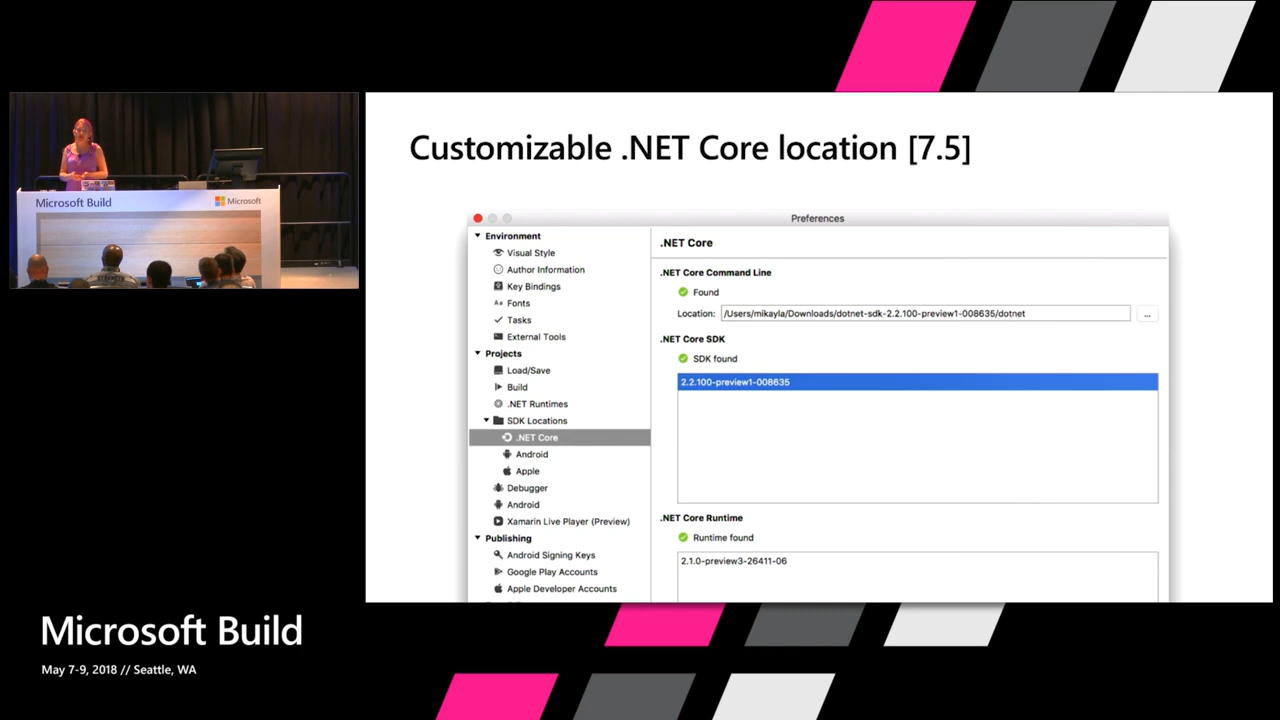 Microsoft Build
Microsoft
Customizable .NET Core location [7.5]
Preferences
Environment
Visual Style
Author Information
Key Bindings
Aa Fonts
Tasks
External Tools
Projects
Load/Save
Build
.NET Runtimes
SDK Locations
.NET Core
Android
Apple
Debugger
Android
Xamarin Live Player (Preview)
Publishing
Android Signing Keys
Google Play Accounts
Apple Developer Accounts
.NET Core
.NET Core Command Line
Found
Location: /Users/mikayla/Downloads/dotnet-sdk-2.2.100-preview1-008635/dotnet ...
.NET Core SDK
SDK found
2.2.100-preview1-008635
.NET Core Runtime
Runtime found
2.1.0-preview3-26411-06
Microsoft Build
May 7-9, 2018 // Seattle, WA